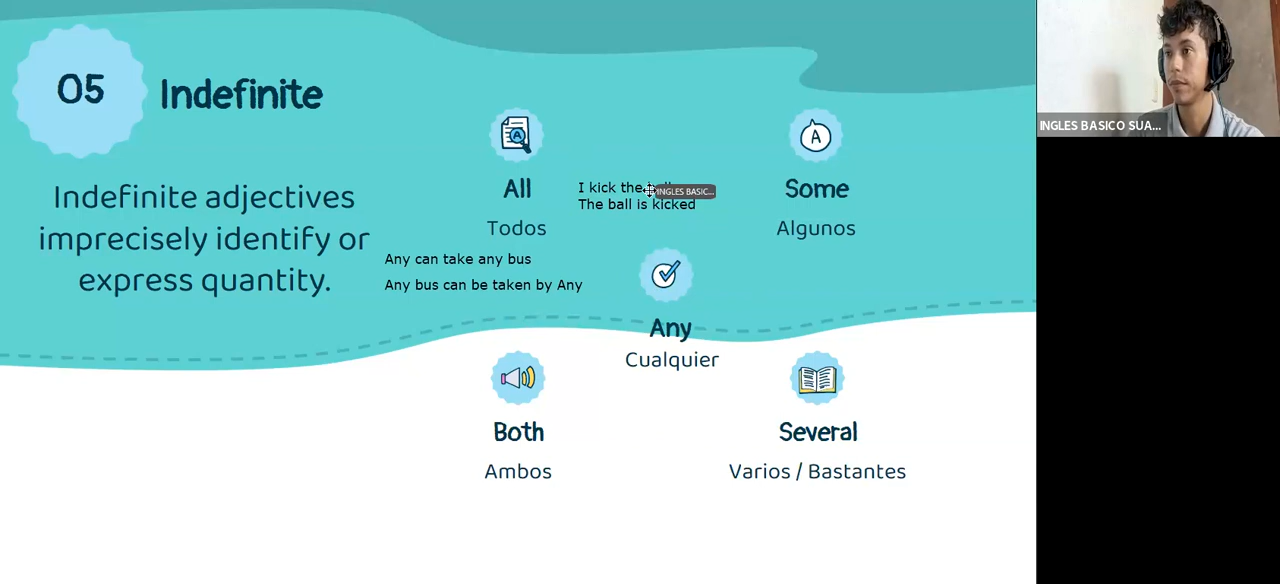 05
Indefinite
Indefinite adjectives
imprecisely identify or
express quantity.
All
Todos
I kick the
INGLES BASIC...
The ball is kicked
Some
Algunos
Any can take any bus
Any bus can be taken by Any
Any
Cualquier
Both
Ambos
Several
Varios / Bastantes
A
A
INGLES BASICO SUA...